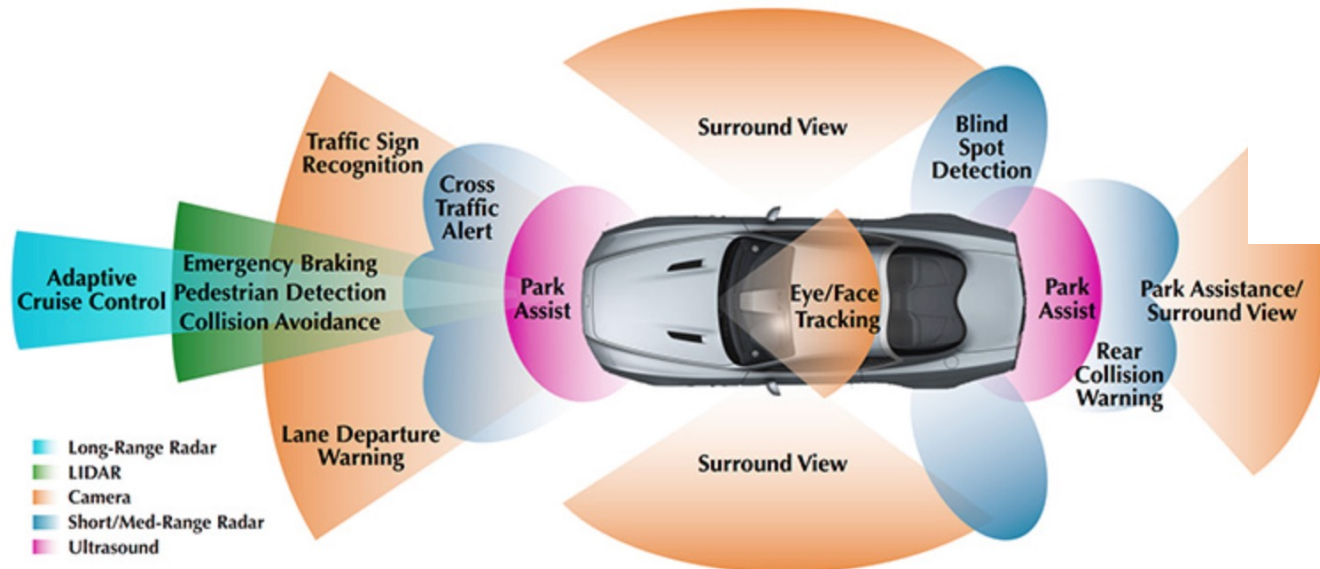 Traffic Sign
Recognition
Cross
Traffic
Alert
Surround View
Blind
Spot
Detection
Adaptive
Cruise Control
Emergency Braking
Pedestrian Detection
Collision Avoidance
Park
Assist
Eye/Face
Tracking
Park
Assist
Park Assistance/
Surround View
Rear
Collision
Warning
Lane Departure
Warning
Surround View
Long-Range Radar
LIDAR
Camera
Short/Med-Range Radar
Ultrasound